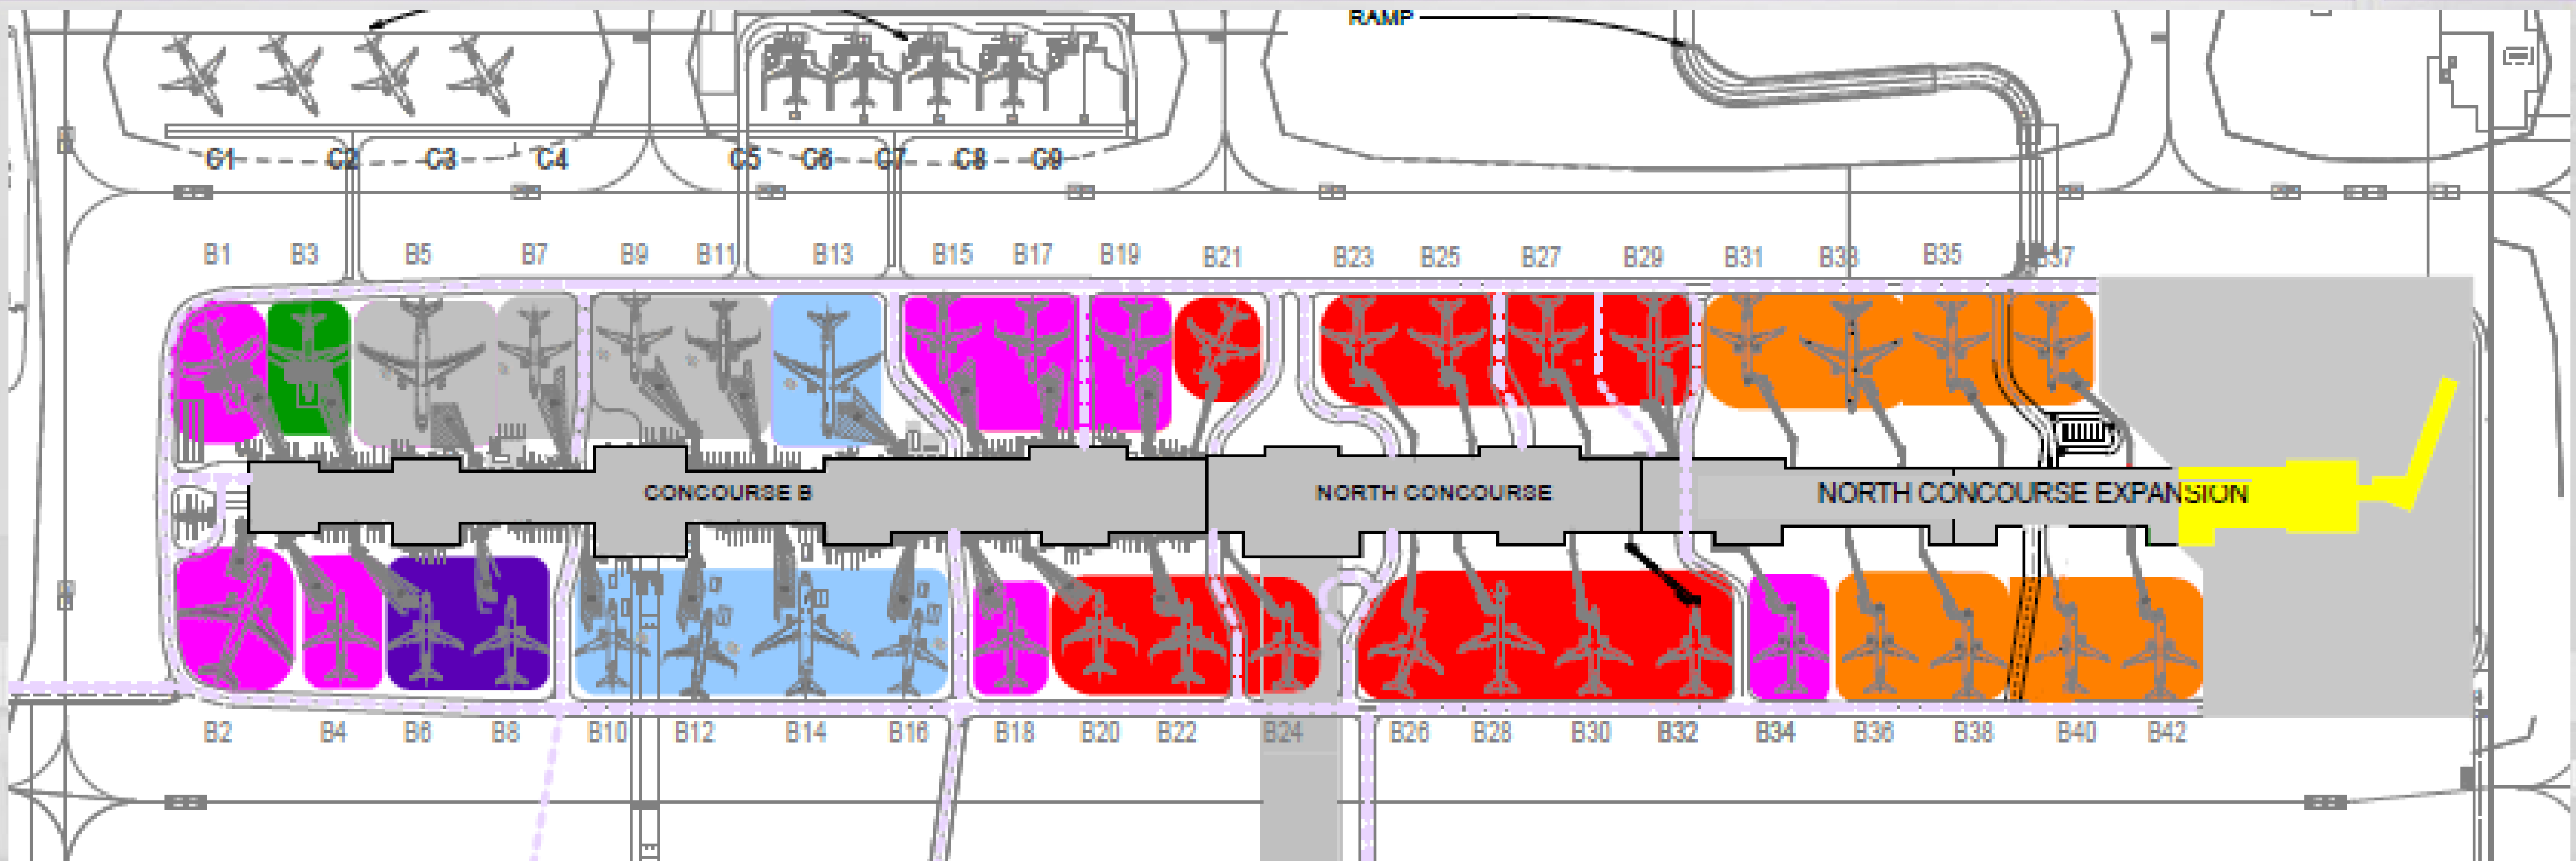 RAMP
C1 C2 C3 C4 C5 C6 C7 C8 C9
B1 B3 B5 B7 B9 B11 B13 B15 B17 B19 B21 B23 B25 B27 B29 B31 B33 B35 B37
CONCOURSE B NORTH CONCOURSE NORTH CONCOURSE EXPANSION
B2 B4 B6 B8 B10 B12 B14 B16 B18 B20 B22 B24 B26 B28 B30 B32 B34 B36 B38 B40 B42